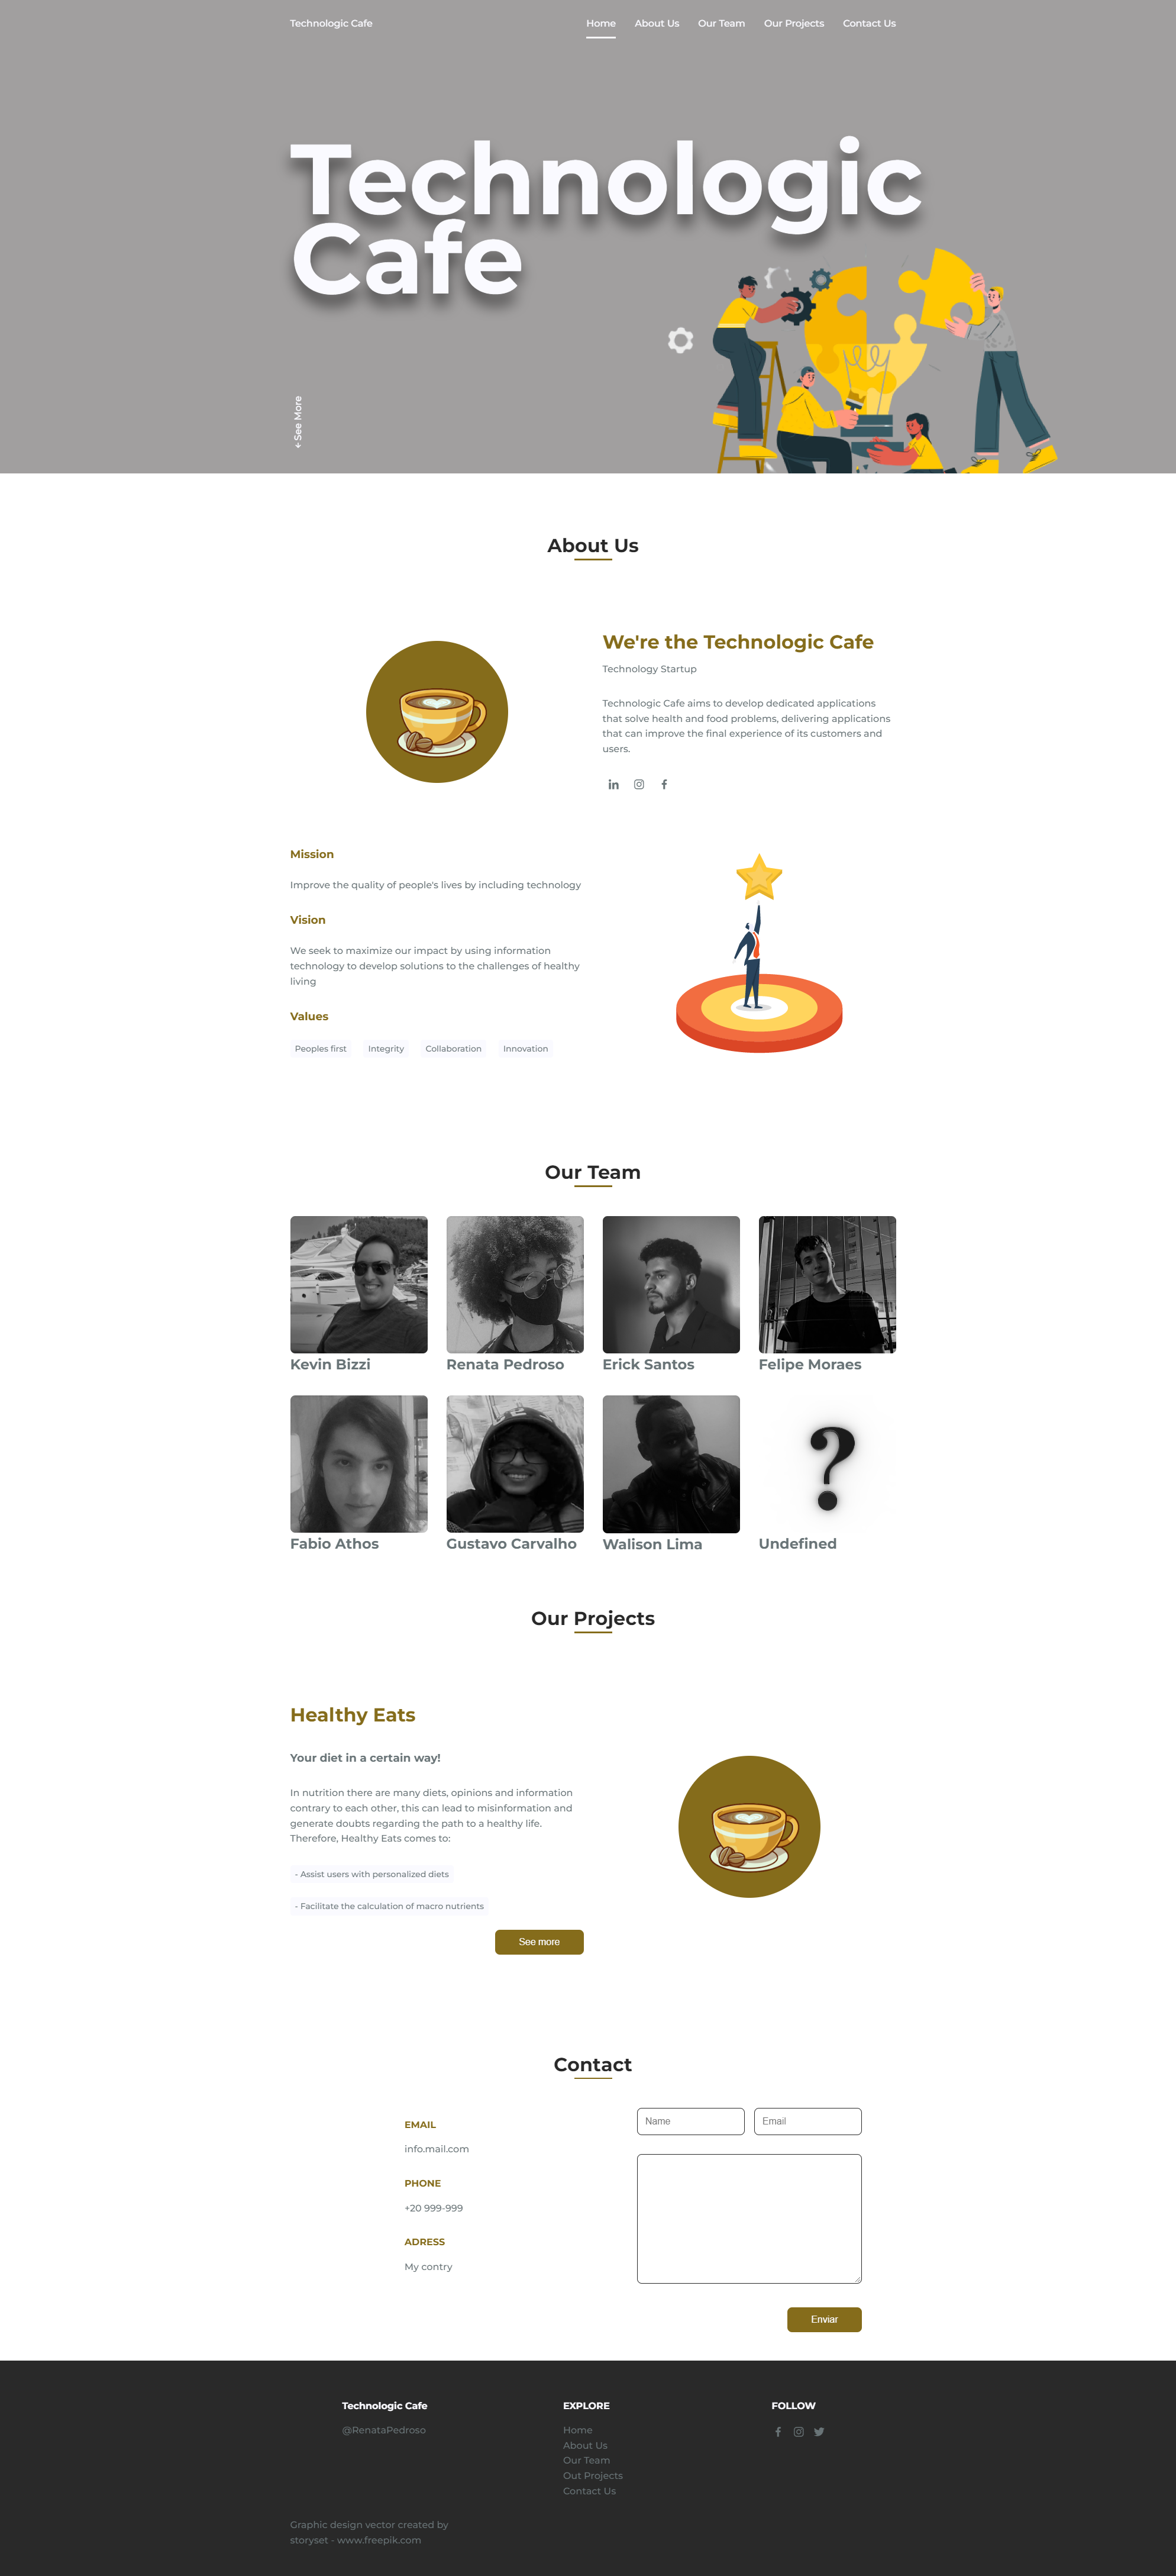 Technologic Cafe
Home
About Us
Our Team
Our Projects
Contact Us
Technologic
Cafe
← See More
About Us
We're the Technologic Cafe
Technology Startup
Technologic Cafe aims to develop dedicated applications
that solve health and food problems, delivering applications
that can improve the final experience of its customers and
users.
Mission
Improve the quality of people's lives by including technology
Vision
We seek to maximize our impact by using information
technology to develop solutions to the challenges of healthy
living
Values
Peoples first
Integrity
Collaboration
Innovation
Our Team
Kevin Bizzi
Renata Pedroso
Erick Santos
Felipe Moraes
?
Fabio Athos
Gustavo Carvalho
Walison Lima
Undefined
Our Projects
Healthy Eats
Your diet in a certain way!
In nutrition there are many diets, opinions and information
contrary to each other, this can lead to misinformation and
generate doubts regarding the path to a healthy life.
Therefore, Healthy Eats comes to:
- Assist users with personalized diets
- Facilitate the calculation of macro nutrients
See more
Contact
EMAIL
info.mail.com
PHONE
+20 999-999
ADRESS
My contry
Name
Email
Enviar
Technologic Cafe
@RenataPedroso
EXPLORE
Home
About Us
Our Team
Out Projects
Contact Us
FOLLOW
Graphic design vector created by
storyset - www.freepik.com